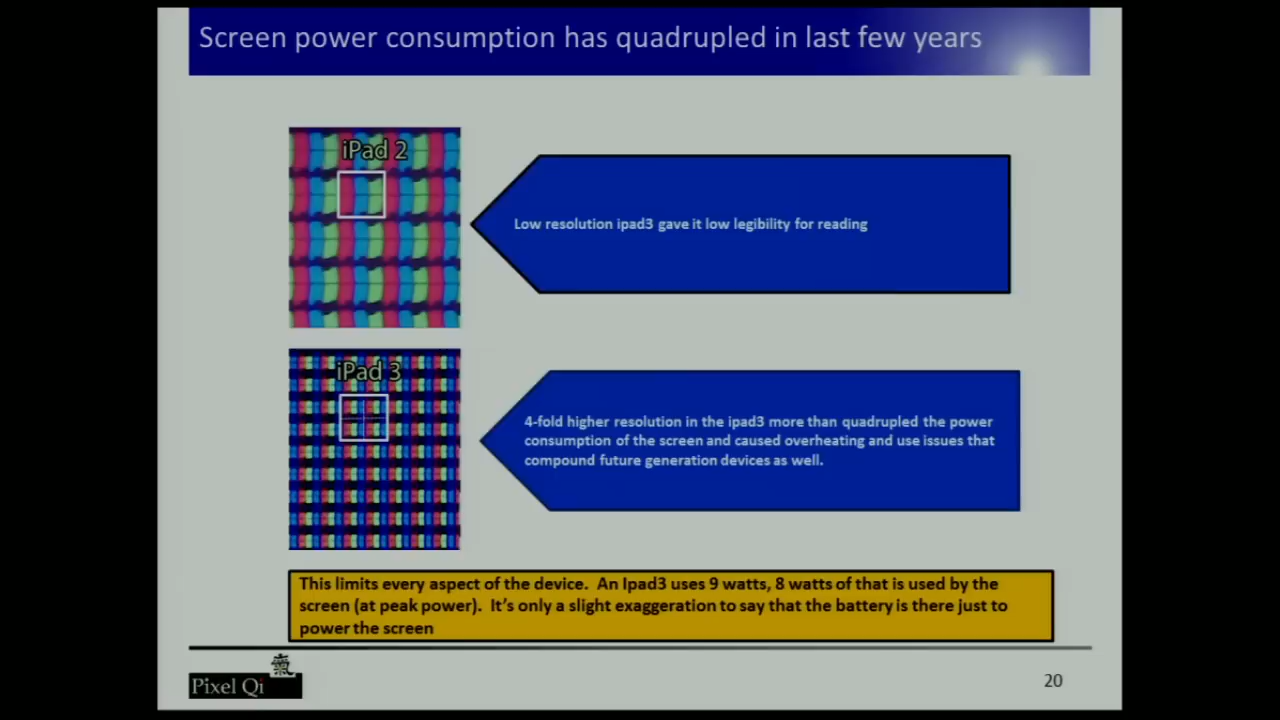 Screen power consumption has quadrupled in last few years
iPad 2
Low resolution ipad3 gave it low legibility for reading
iPad 3
4-fold higher resolution in the ipad3 more than quadrupled the power
consumption of the screen and caused overheating and use issues that
compound future generation devices as well.
This limits every aspect of the device.  An Ipad3 uses 9 watts, 8 watts of that is used by the
screen (at peak power).  It's only a slight exaggeration to say that the battery is there just to
power the screen
氣
Pixel Qi
20